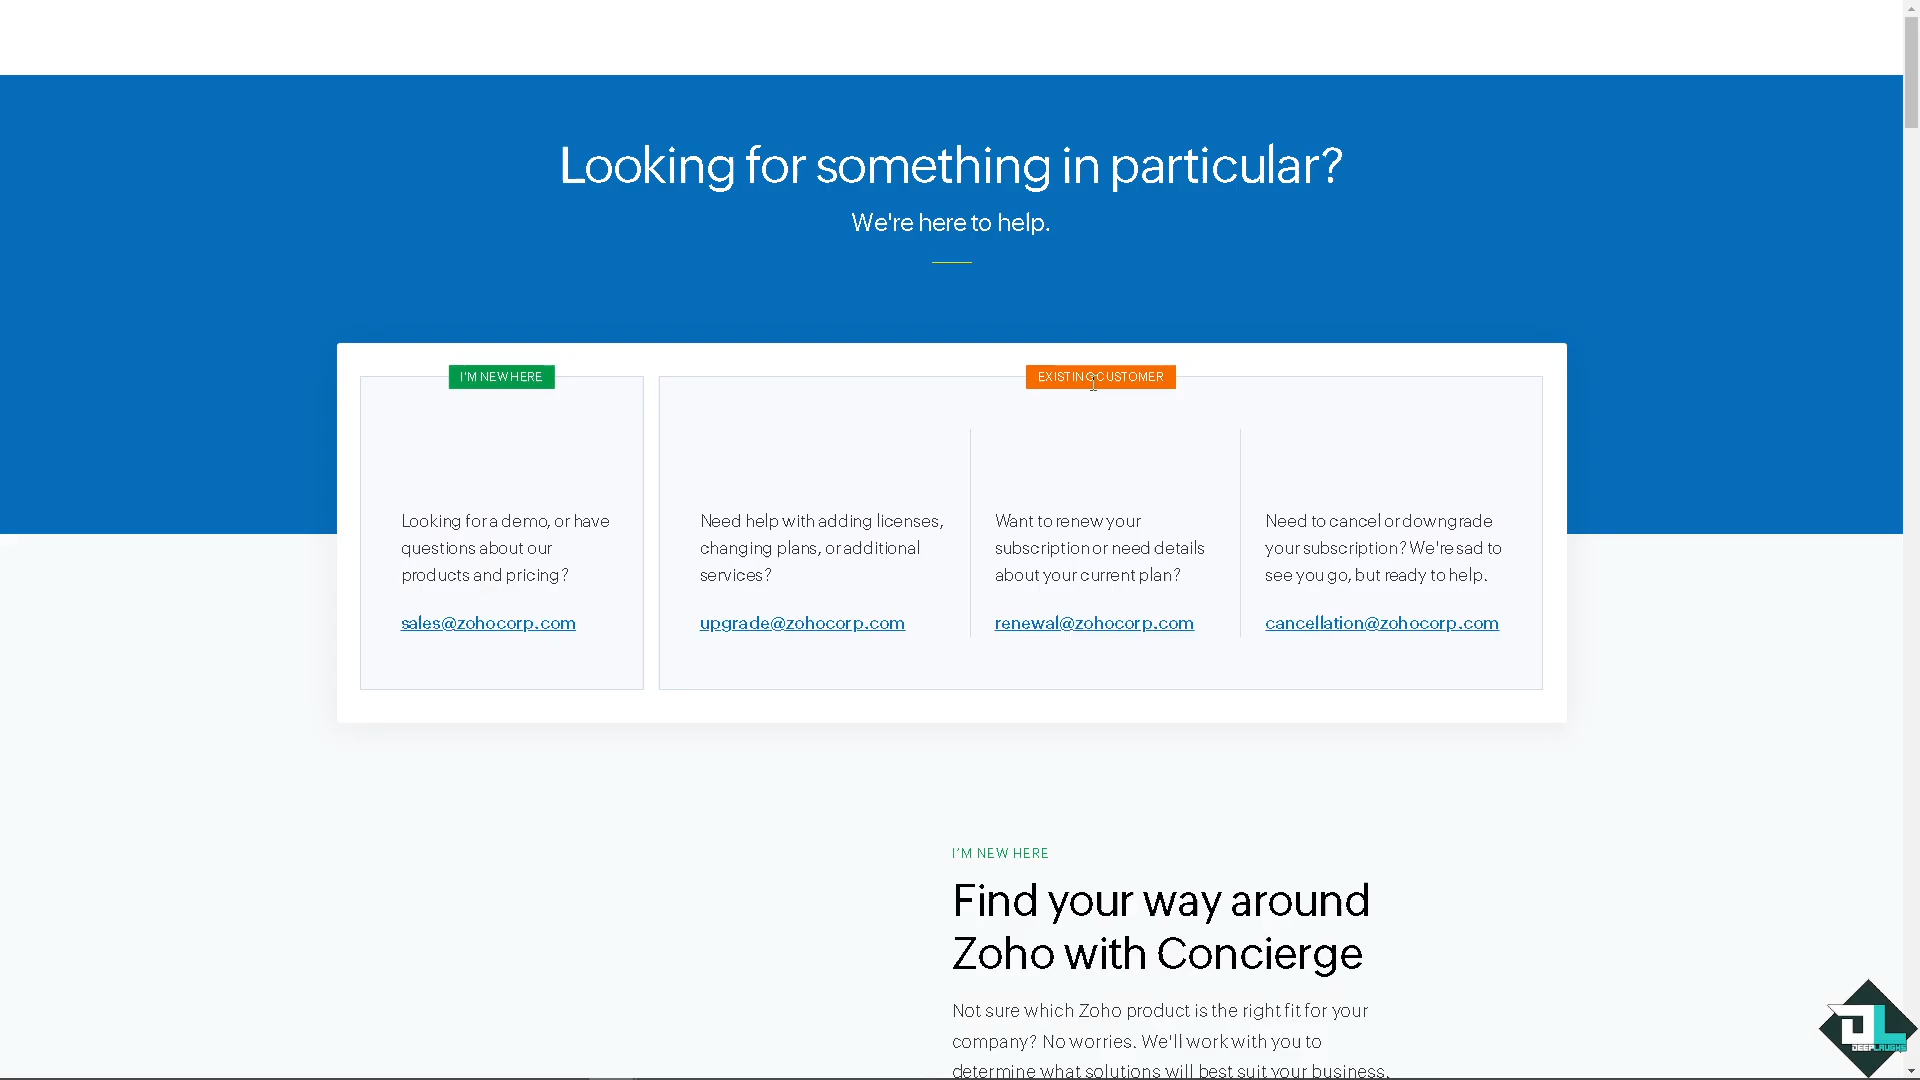 Looking for something in particular?
We're here to help.
I'M NEW HERE
EXISTING CUSTOMER
Looking for a demo, or have
questions about our
products and pricing?
sales@zohocorp.com
Need help with adding licenses,
changing plans, or additional
services?
upgrade@zohocorp.com
Want to renew your
subscription or need details
about your current plan?
renewal@zohocorp.com
Need to cancel or downgrade
your subscription? We're sad to
see you go, but ready to help.
cancellation@zohocorp.com
I'M NEW HERE
Find your way around
Zoho with Concierge
Not sure which Zoho product is the right fit for your
company? No worries. We'll work with you to
determine what solutions will best suit your business,
DL
DEEPLAUGHS